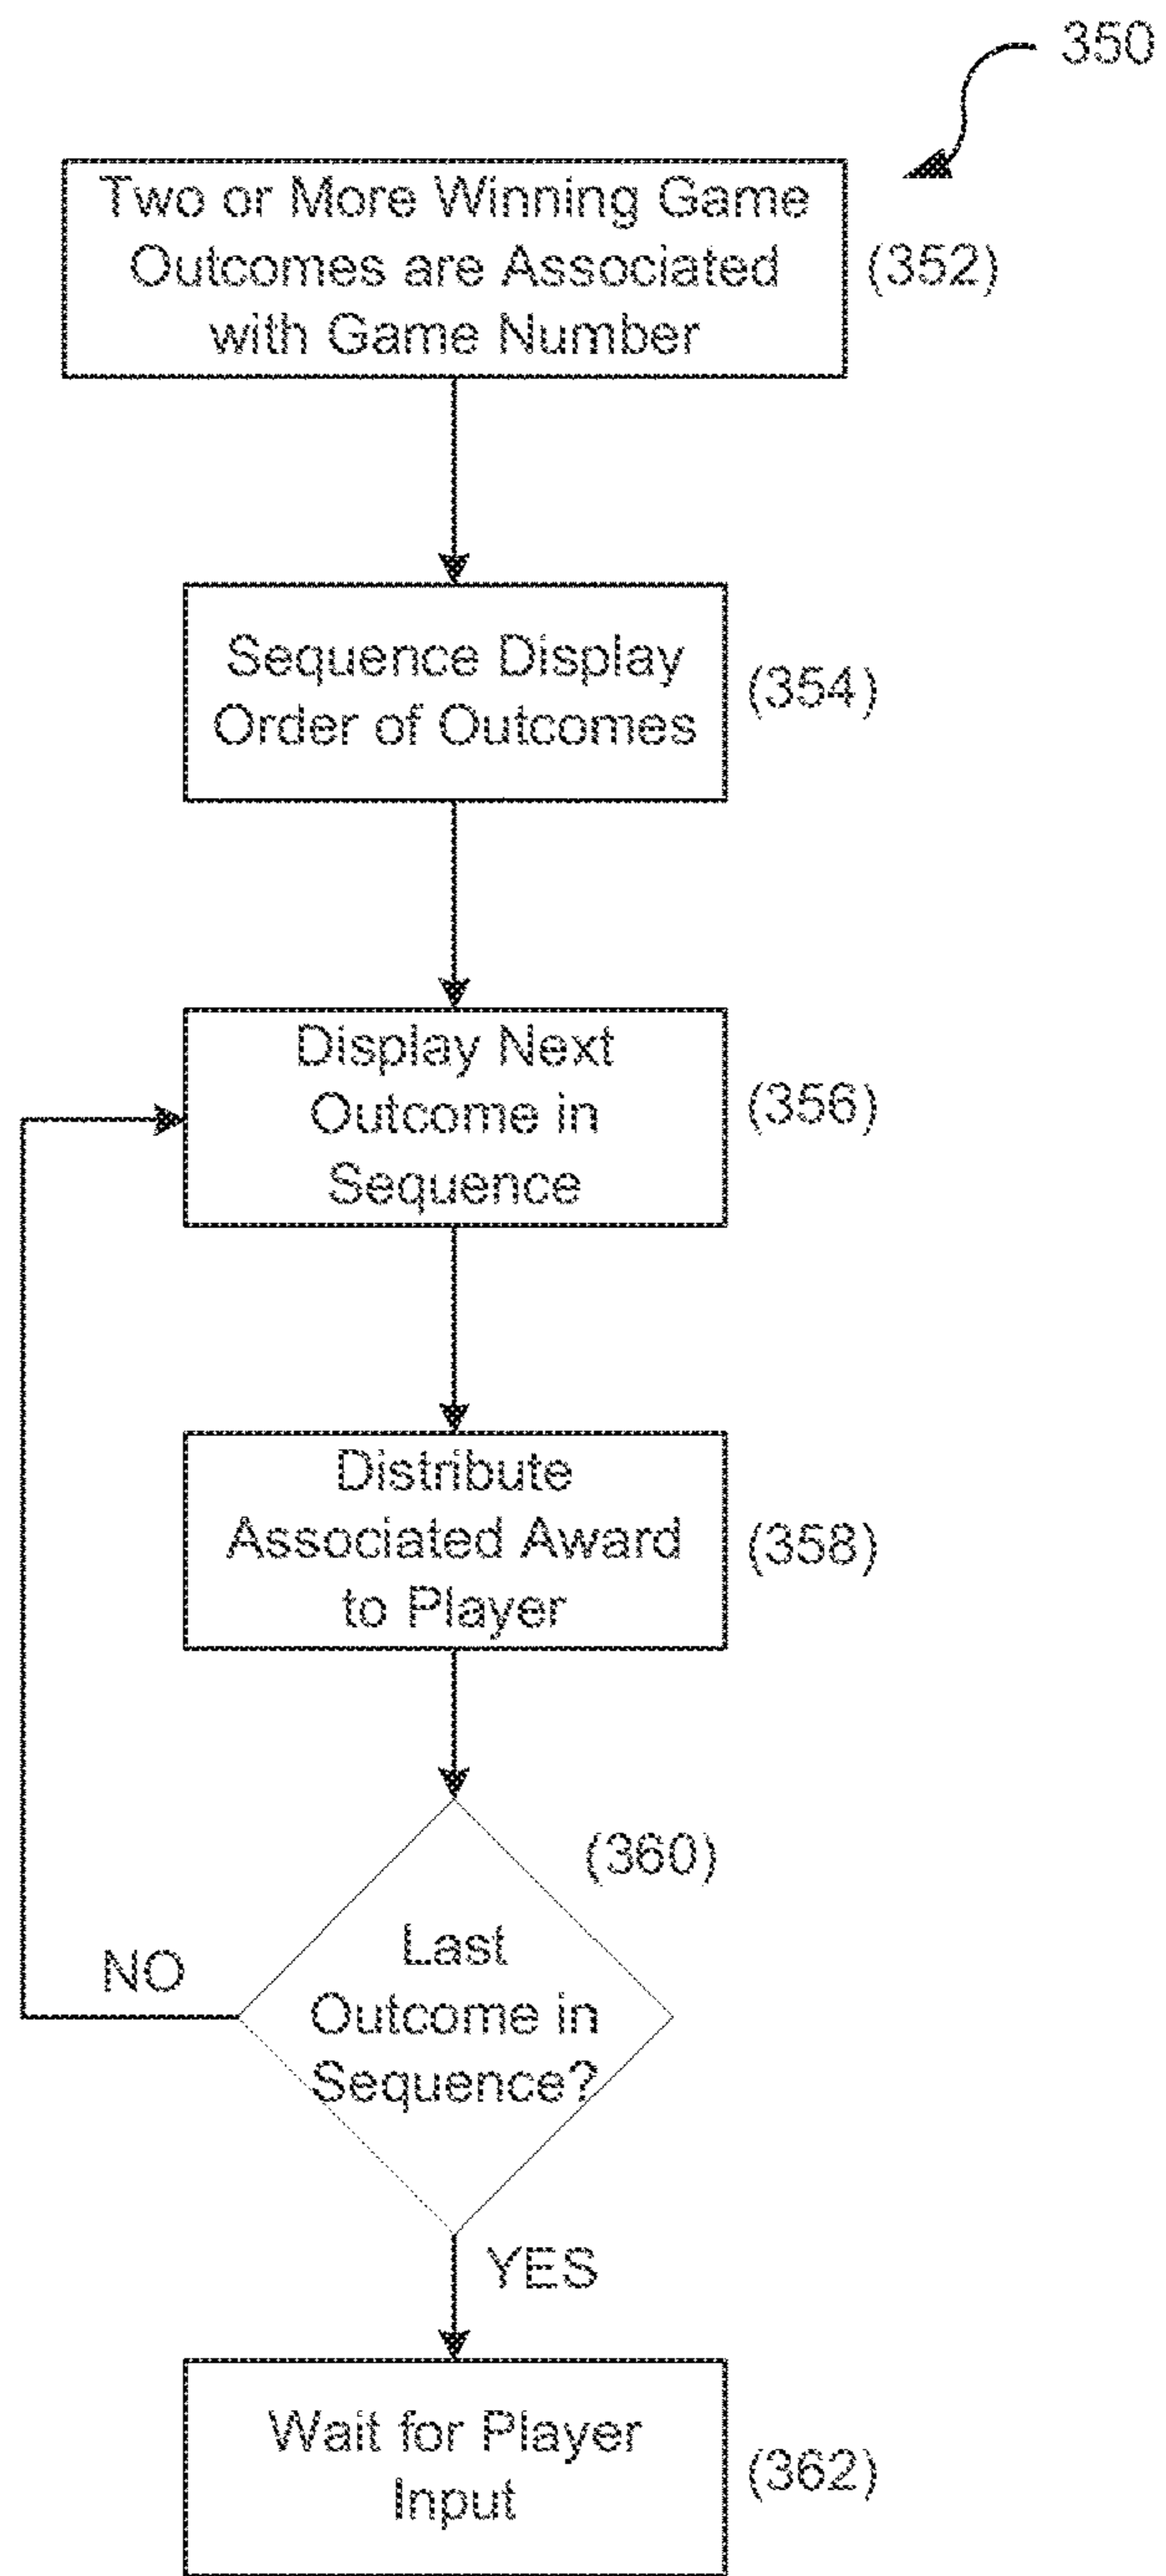 350
Two or More Winning Game
Outcomes are Associated
with Game Number
(352)
Sequence Display
Order of Outcomes
(354)
Display Next
Outcome in
Sequence
(356)
Distribute
Associated Award
to Player
(358)
(360)
Last
Outcome in
Sequence?
NO
YES
Wait for Player
Input
(362)